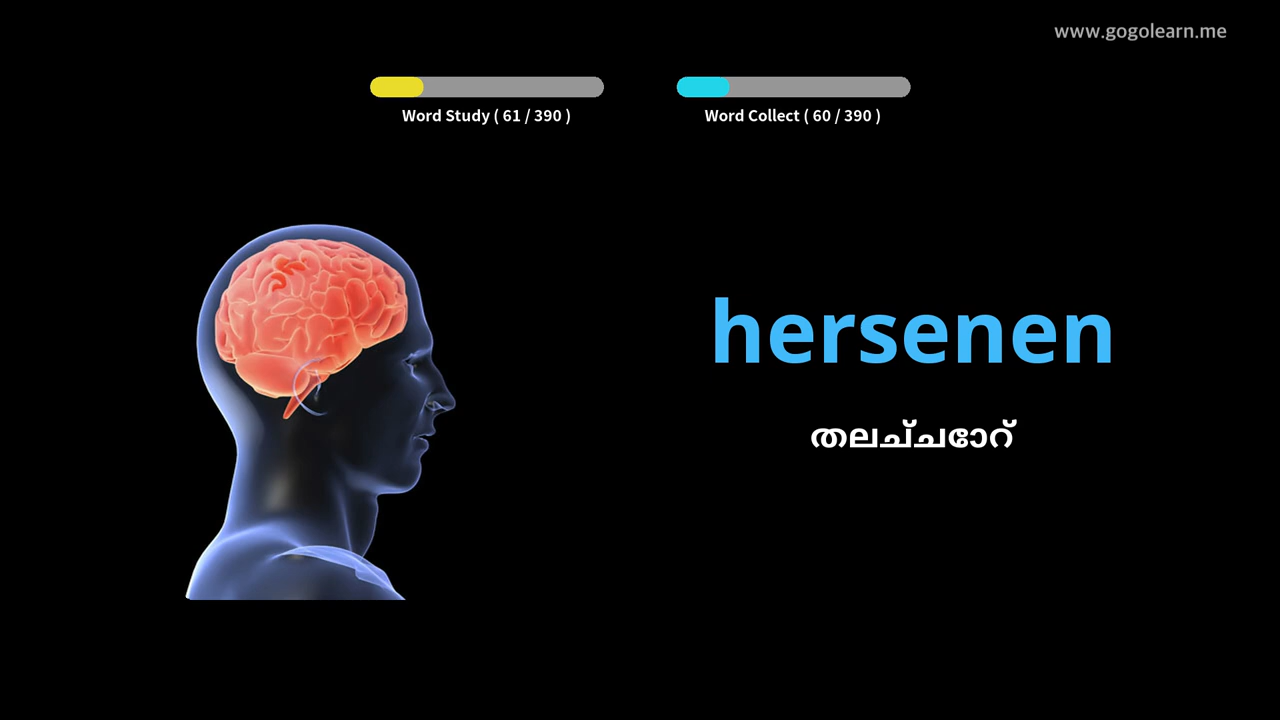 www.gogolearn.me
Word Study ( 61 / 390 )
Word Collect ( 60 / 390 )
hersenen
തലച്ചോറ്